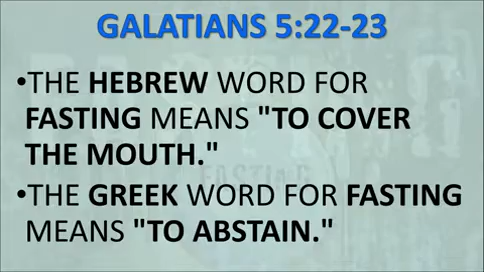 GALATIANS 5:22-23
•THE HEBREW WORD FOR
FASTING MEANS "TO COVER
THE MOUTH."
•THE GREEK WORD FOR FASTING
MEANS "TO ABSTAIN."